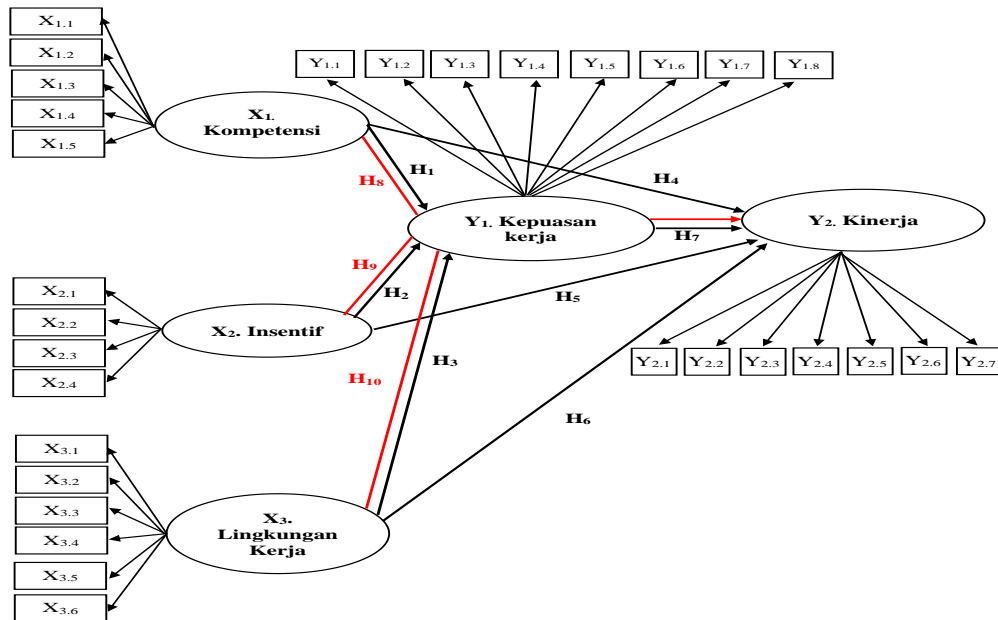 X1.1
X1.2
X1.3
X1.4
X1.5
Y1.1
Y1.2
Y1.3
Y1.4
Y1.5
Y1.6
Y1.7
Y1.8
X1.
Kompetensi
H1
H8
H4
Y1. Kepuasan
kerja
H7
Y2. Kinerja
H9
H2
X2.1
X2.2
X2.3
X2.4
X2. Insentif
H5
H3
H10
H6
Y2.1
Y2.2
Y2.3
Y2.4
Y2.5
Y2.6
Y2.7
X3.1
X3.2
X3.3
X3.4
X3.5
X3.6
X3.
Lingkungan
Kerja